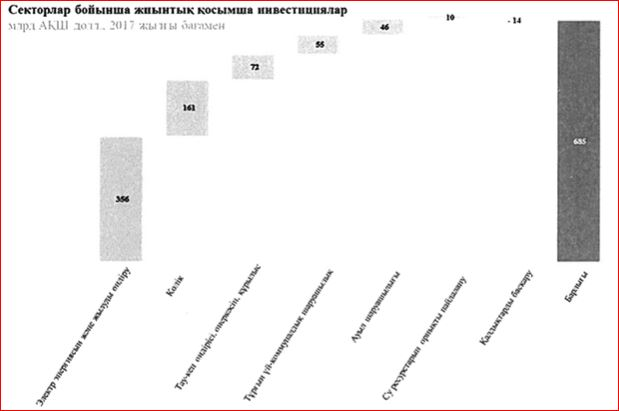 Секторлар бойынша жиынтық қосымша инвестициялар
млрд АҚШ долл., 2017 жылғы бағамен
10
- 14
46
55
72
161
685
356
Электр энергиясын және жылуды өндіру
Көлік
Тау-кен өндірісі, өнеркәсіп, құрылыс
Тұрғын үй-коммуналдық шаруашылық
Ауыл шаруашылығы
Су ресурстарын орнықты пайдалану
Қалдықтарды басқару
Барлығы